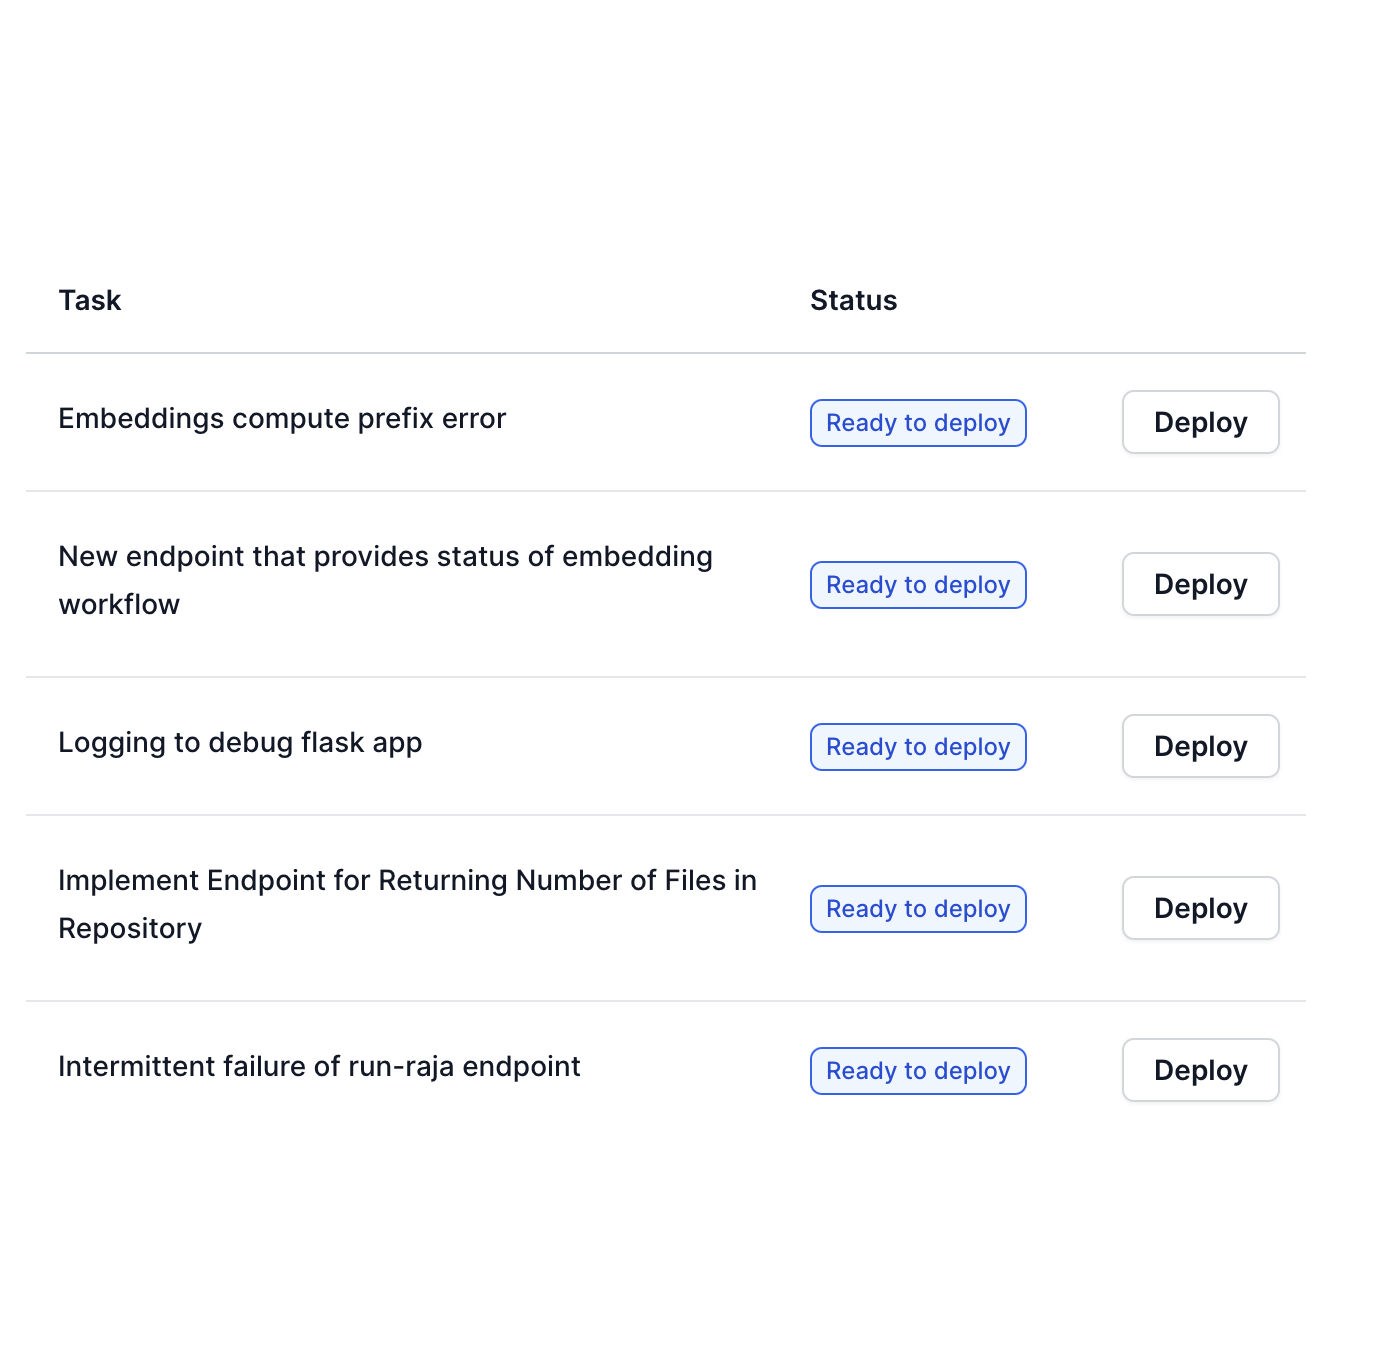 Task Status
Embeddings compute prefix error Ready to deploy Deploy
New endpoint that provides status of embedding
workflow Ready to deploy Deploy
Logging to debug flask app Ready to deploy Deploy
Implement Endpoint for Returning Number of Files in
Repository Ready to deploy Deploy
Intermittent failure of run-raja endpoint Ready to deploy Deploy